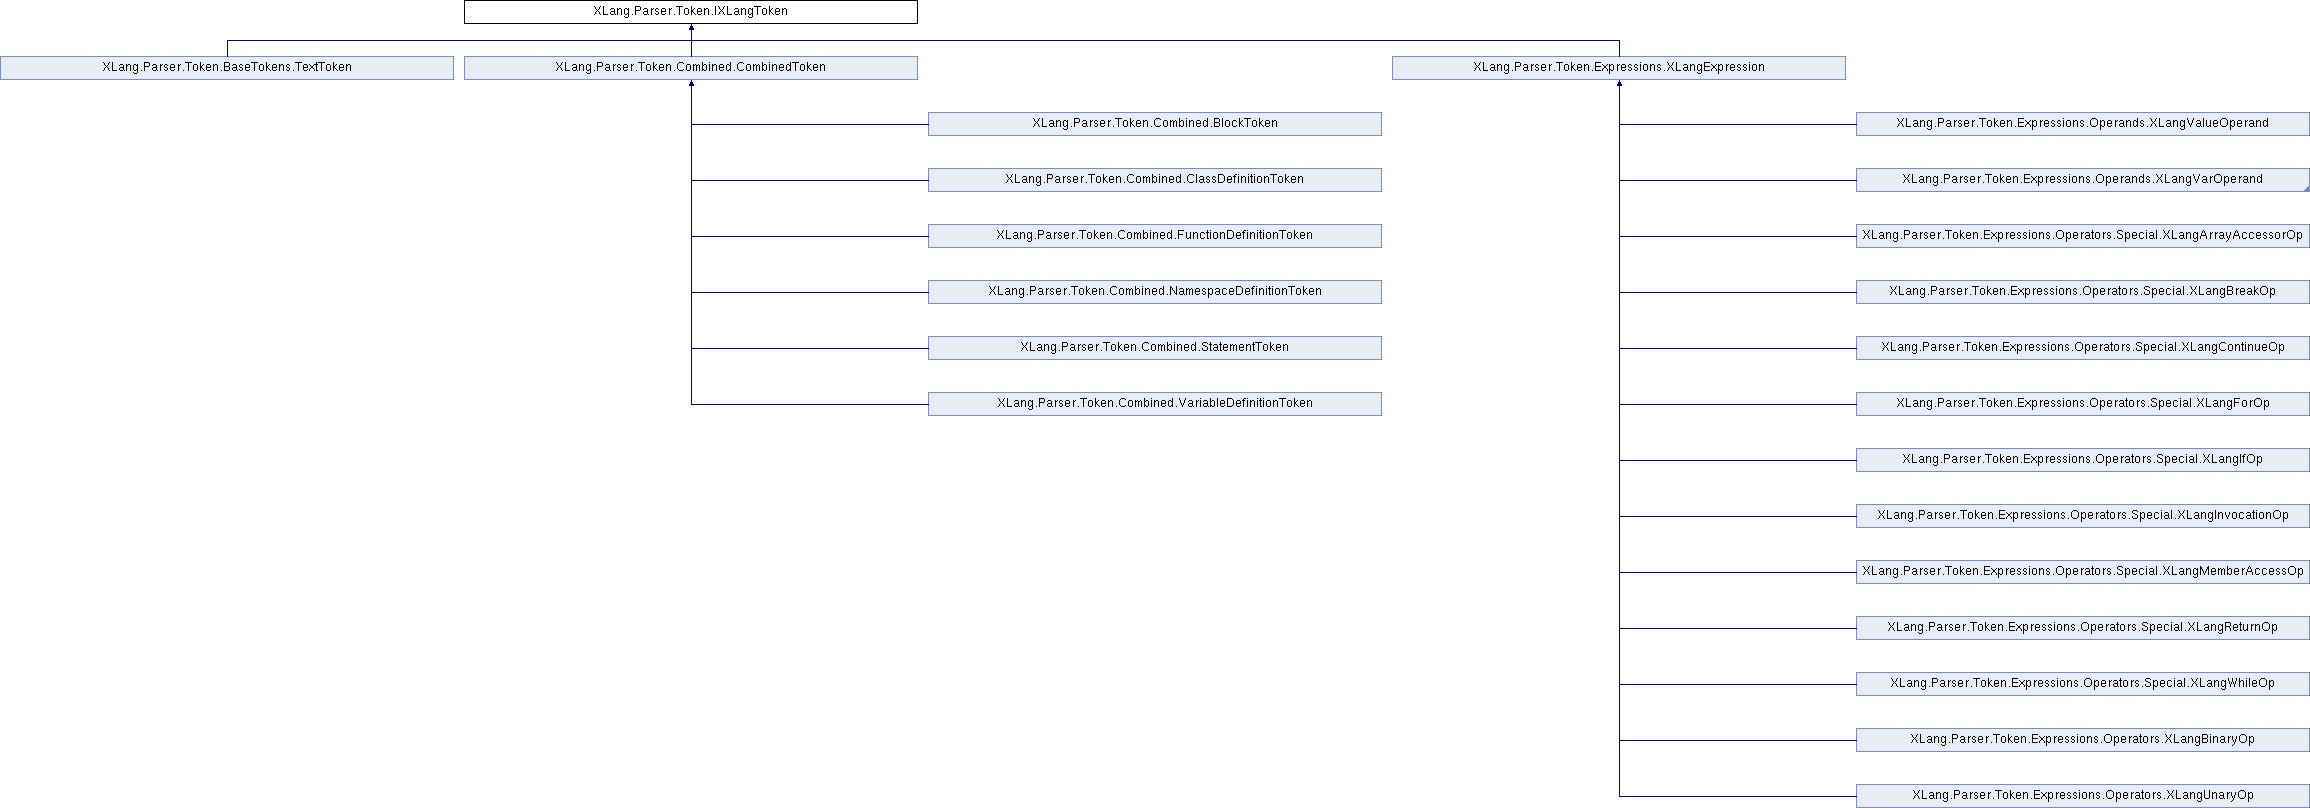 XLang.Parser.Token.IXLangToken
XLang.Parser.Token.BaseTokens.TextToken
XLang.Parser.Token.Combined.CombinedToken
XLang.Parser.Token.Expressions.XLangExpression
XLang.Parser.Token.Combined.BlockToken
XLang.Parser.Token.Expressions.Operands.XLangValueOperand
XLang.Parser.Token.Combined.ClassDefinitionToken
XLang.Parser.Token.Expressions.Operands.XLangVarOperand
XLang.Parser.Token.Combined.FunctionDefinitionToken
XLang.Parser.Token.Expressions.Operators.Special.XLangArrayAccessorOp
XLang.Parser.Token.Combined.NamespaceDefinitionToken
XLang.Parser.Token.Expressions.Operators.Special.XLangBreakOp
XLang.Parser.Token.Combined.StatementToken
XLang.Parser.Token.Expressions.Operators.Special.XLangContinueOp
XLang.Parser.Token.Combined.VariableDefinitionToken
XLang.Parser.Token.Expressions.Operators.Special.XLangForOp
XLang.Parser.Token.Expressions.Operators.Special.XLangIfOp
XLang.Parser.Token.Expressions.Operators.Special.XLangInvocationOp
XLang.Parser.Token.Expressions.Operators.Special.XLangMemberAccessOp
XLang.Parser.Token.Expressions.Operators.Special.XLangReturnOp
XLang.Parser.Token.Expressions.Operators.Special.XLangWhileOp
XLang.Parser.Token.Expressions.Operators.XLangBinaryOp
XLang.Parser.Token.Expressions.Operators.XLangUnaryOp